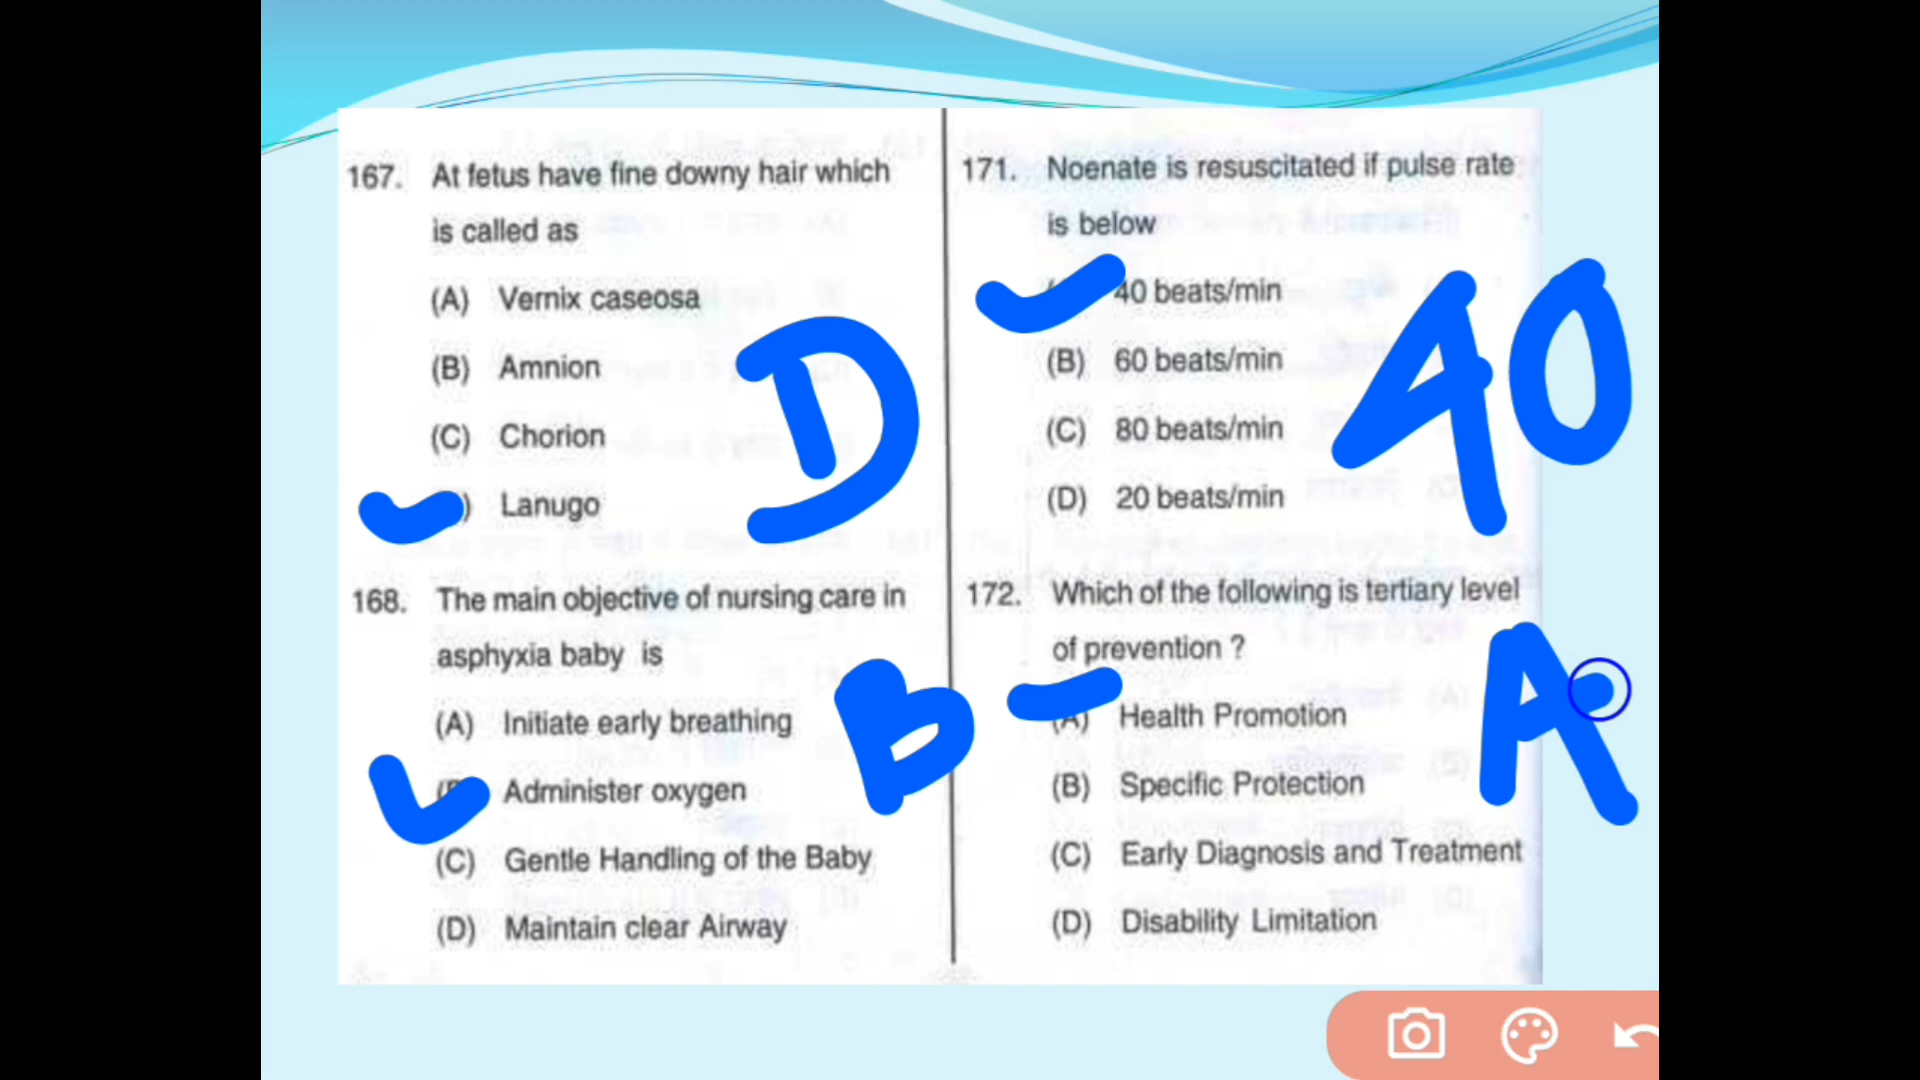 167. At fetus have fine downy hair which
is called as
(A) Vernix caseosa
(B) Amnion
(C) Chorion
) Lanugo
D
168. The main objective of nursing care in
asphyxia baby is
(A) Initiate early breathing
(B Administer oxygen
(C) Gentle Handling of the Baby
(D) Maintain clear Airway
B
171. Noenate is resuscitated if pulse rate
is below
40 beats/min
(B) 60 beats/min
(C) 80 beats/min
(D) 20 beats/min
40
172. Which of the following is tertiary level
of prevention ?
(A) Health Promotion
(B) Specific Protection
(C) Early Diagnosis and Treatment
(D) Disability Limitation
A